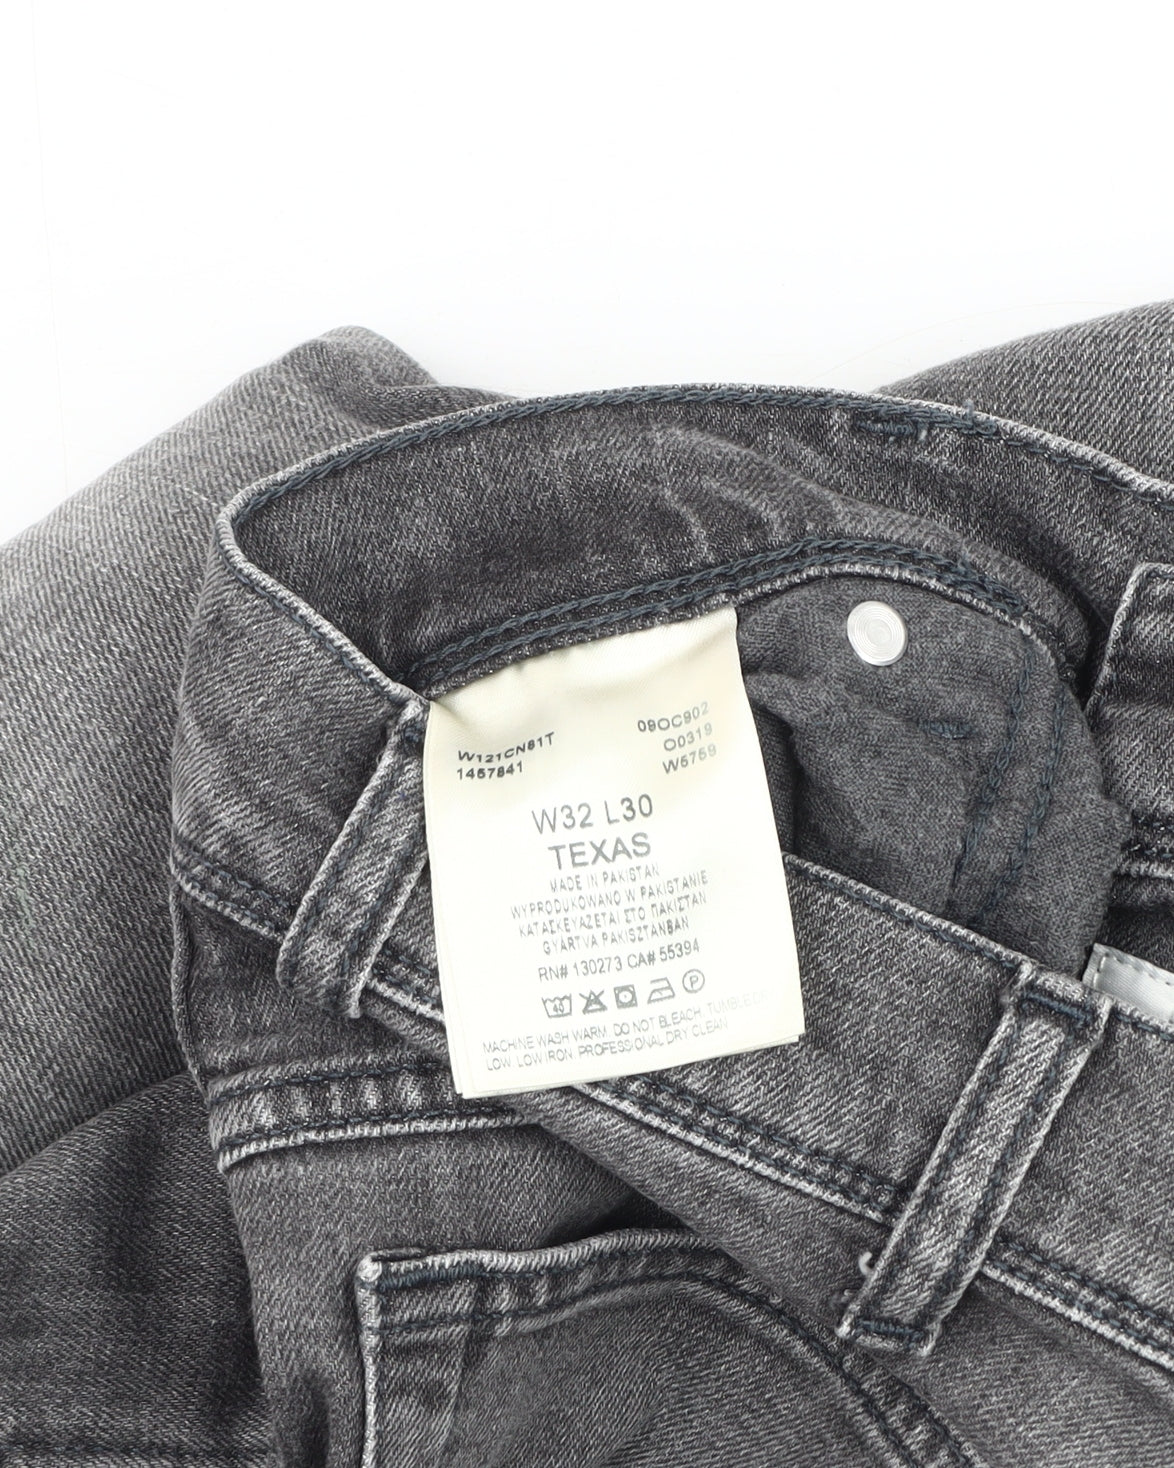 W121CN81T
1457841
09OC902
O0319
W5759
W32 L30
TEXAS
MADE IN PAKISTAN
WYPRODUKOWANO W PAKISTANIE
ΚΑΤΑΣΚΕΥΑΖΕΤΑΙ ΣΤΟ ΠΑΚΙΣΤΑΝ
GYÁRTVA PAKISZTÁNBAN
RN# 130273 CA# 55394
40
P
MACHINE WASH WARM. DO NOT BLEACH. TUMBLE DRY
LOW. LOW IRON. PROFESSIONAL DRY CLEAN